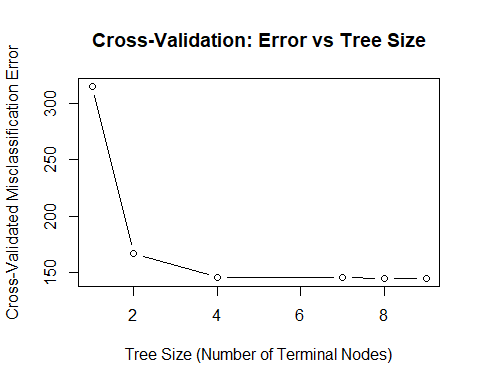 Cross-Validation: Error vs Tree Size
Cross-Validated Misclassification Error
300
250
200
150
2
4
6
8
Tree Size (Number of Terminal Nodes)